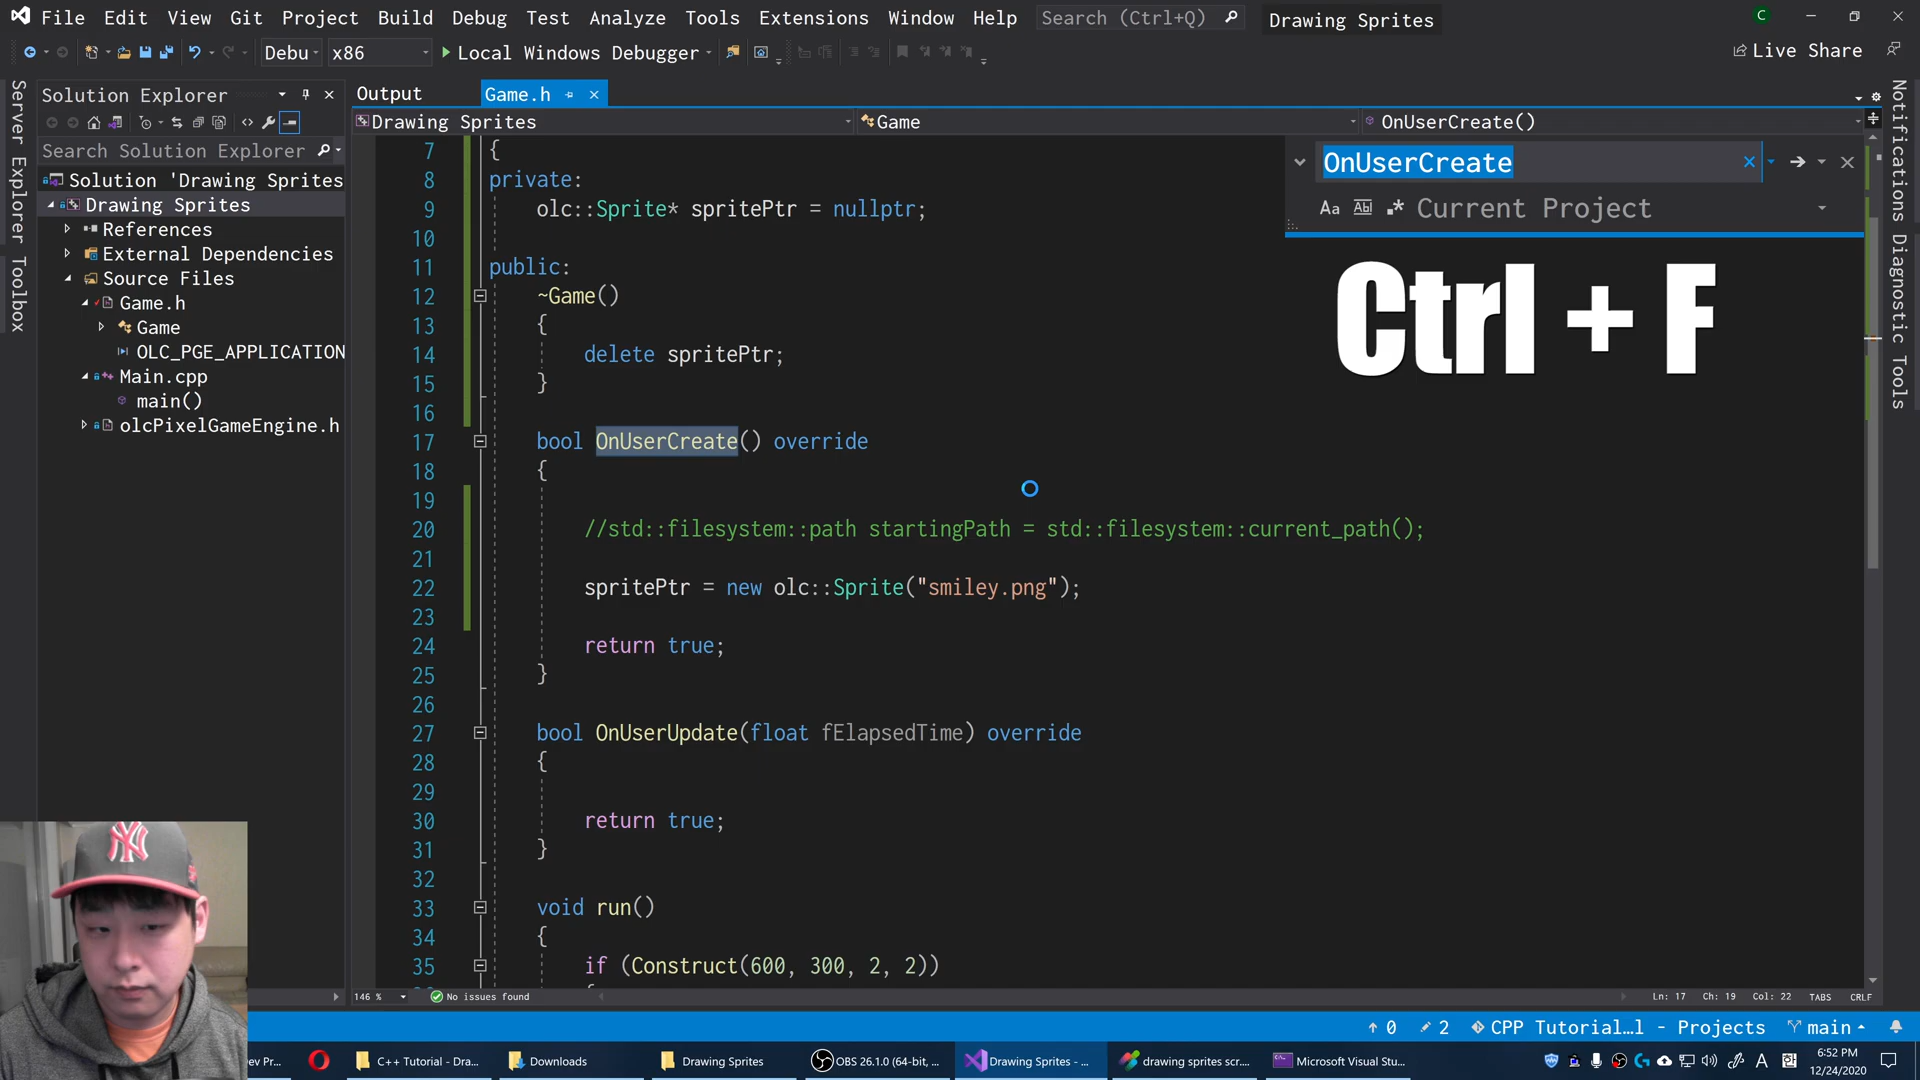 File Edit View Git Project Build Debug Test Analyze Tools Extensions Window Help Search (Ctrl+Q) Drawing Sprites C
Debu x86 Local Windows Debugger Live Share
Server Explorer
Toolbox
Solution Explorer
Search Solution Explorer
Solution 'Drawing Sprites
Drawing Sprites
References
External Dependencies
Source Files
Game.h
Game
OLC_PGE_APPLICATION
Main.cpp
main()
olcPixelGameEngine.h
Output Game.h
Drawing Sprites Game OnUserCreate()
OnUserCreate
Aa Abl .* Current Project
Ctrl + F
7 {
8 private:
9 olc::Sprite* spritePtr = nullptr;
10
11 public:
12 ~Game()
13 {
14 delete spritePtr;
15 }
16
17 bool OnUserCreate() override
18 {
19
20 //std::filesystem::path startingPath = std::filesystem::current_path();
21
22 spritePtr = new olc::Sprite("smiley.png");
23
24 return true;
25 }
26
27 bool OnUserUpdate(float fElapsedTime) override
28 {
29
30 return true;
31 }
32
33 void run()
34 {
35 if (Construct(600, 300, 2, 2))
146 % No issues found Ln: 17 Ch: 19 Col: 22 TABS CRLF
Notifications
Diagnostic Tools
0 2 CPP Tutorial…l - Projects main
ev Pr... C++ Tutorial - Dra... Downloads Drawing Sprites OBS 26.1.0 (64-bit, ... Drawing Sprites - ... drawing sprites scr... Microsoft Visual Stu... A 한 6:52 PM
12/24/2020